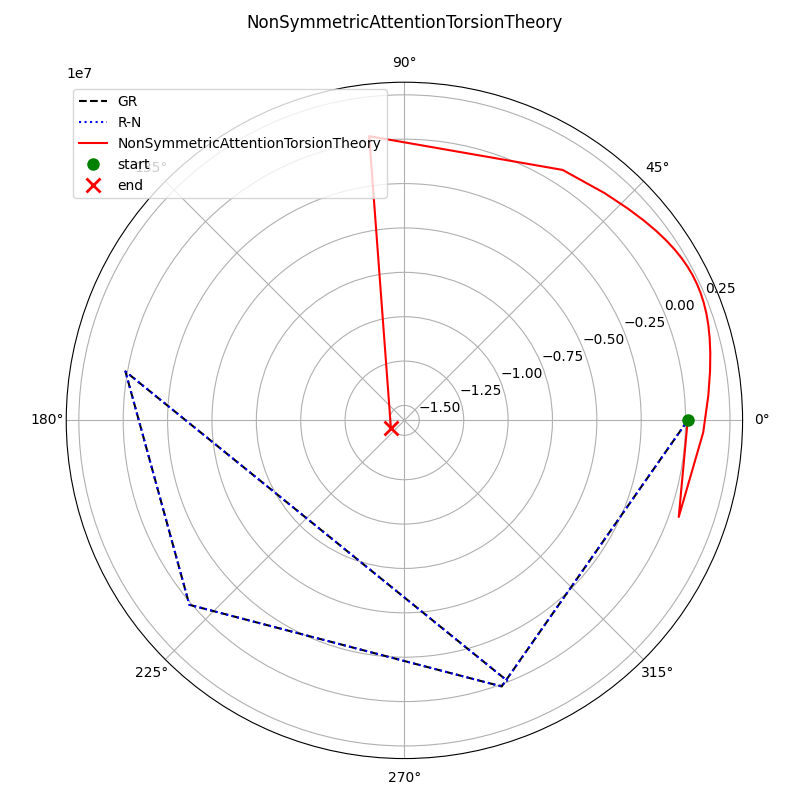 NonSymmetricAttentionTorsionTheory
90°
1e7
GR
R-N
NonSymmetricAttentionTorsionTheory
start
end
135°
45°
0.25
0.00
−0.25
−0.50
−0.75
−1.00
−1.25
−1.50
180°
0°
225°
315°
270°